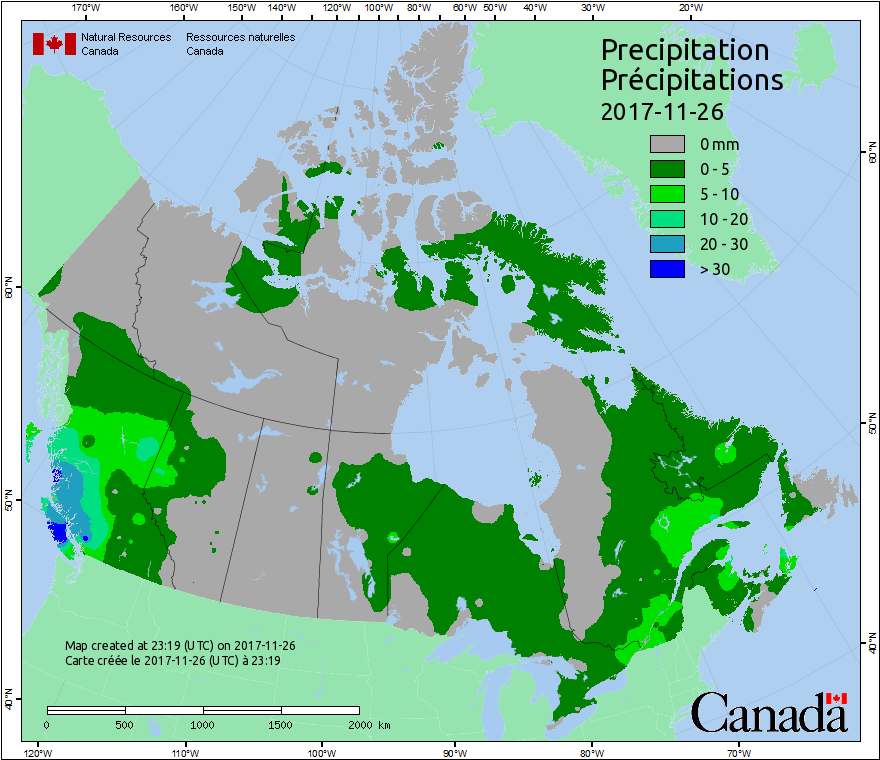 170°W 160°W 150°W 140°W 130°W 120°W 110°W 100°W 90°W 80°W 60°W 50°W 40°W 30°W 20°W
Natural Resources Ressources naturelles
Canada Canada
Precipitation
Précipitations
2017-11-26
0 mm
0 - 5
5 - 10
10 - 20
20 - 30
> 30
60°N
60°N
50°N
50°N
40°N
40°N
Map created at 23:19 (UTC) on 2017-11-26
Carte créée le 2017-11-26 (UTC) à 23:19
0 500 1000 1500 2000 km
Canada
120°W 110°W 100°W 90°W 80°W 70°W